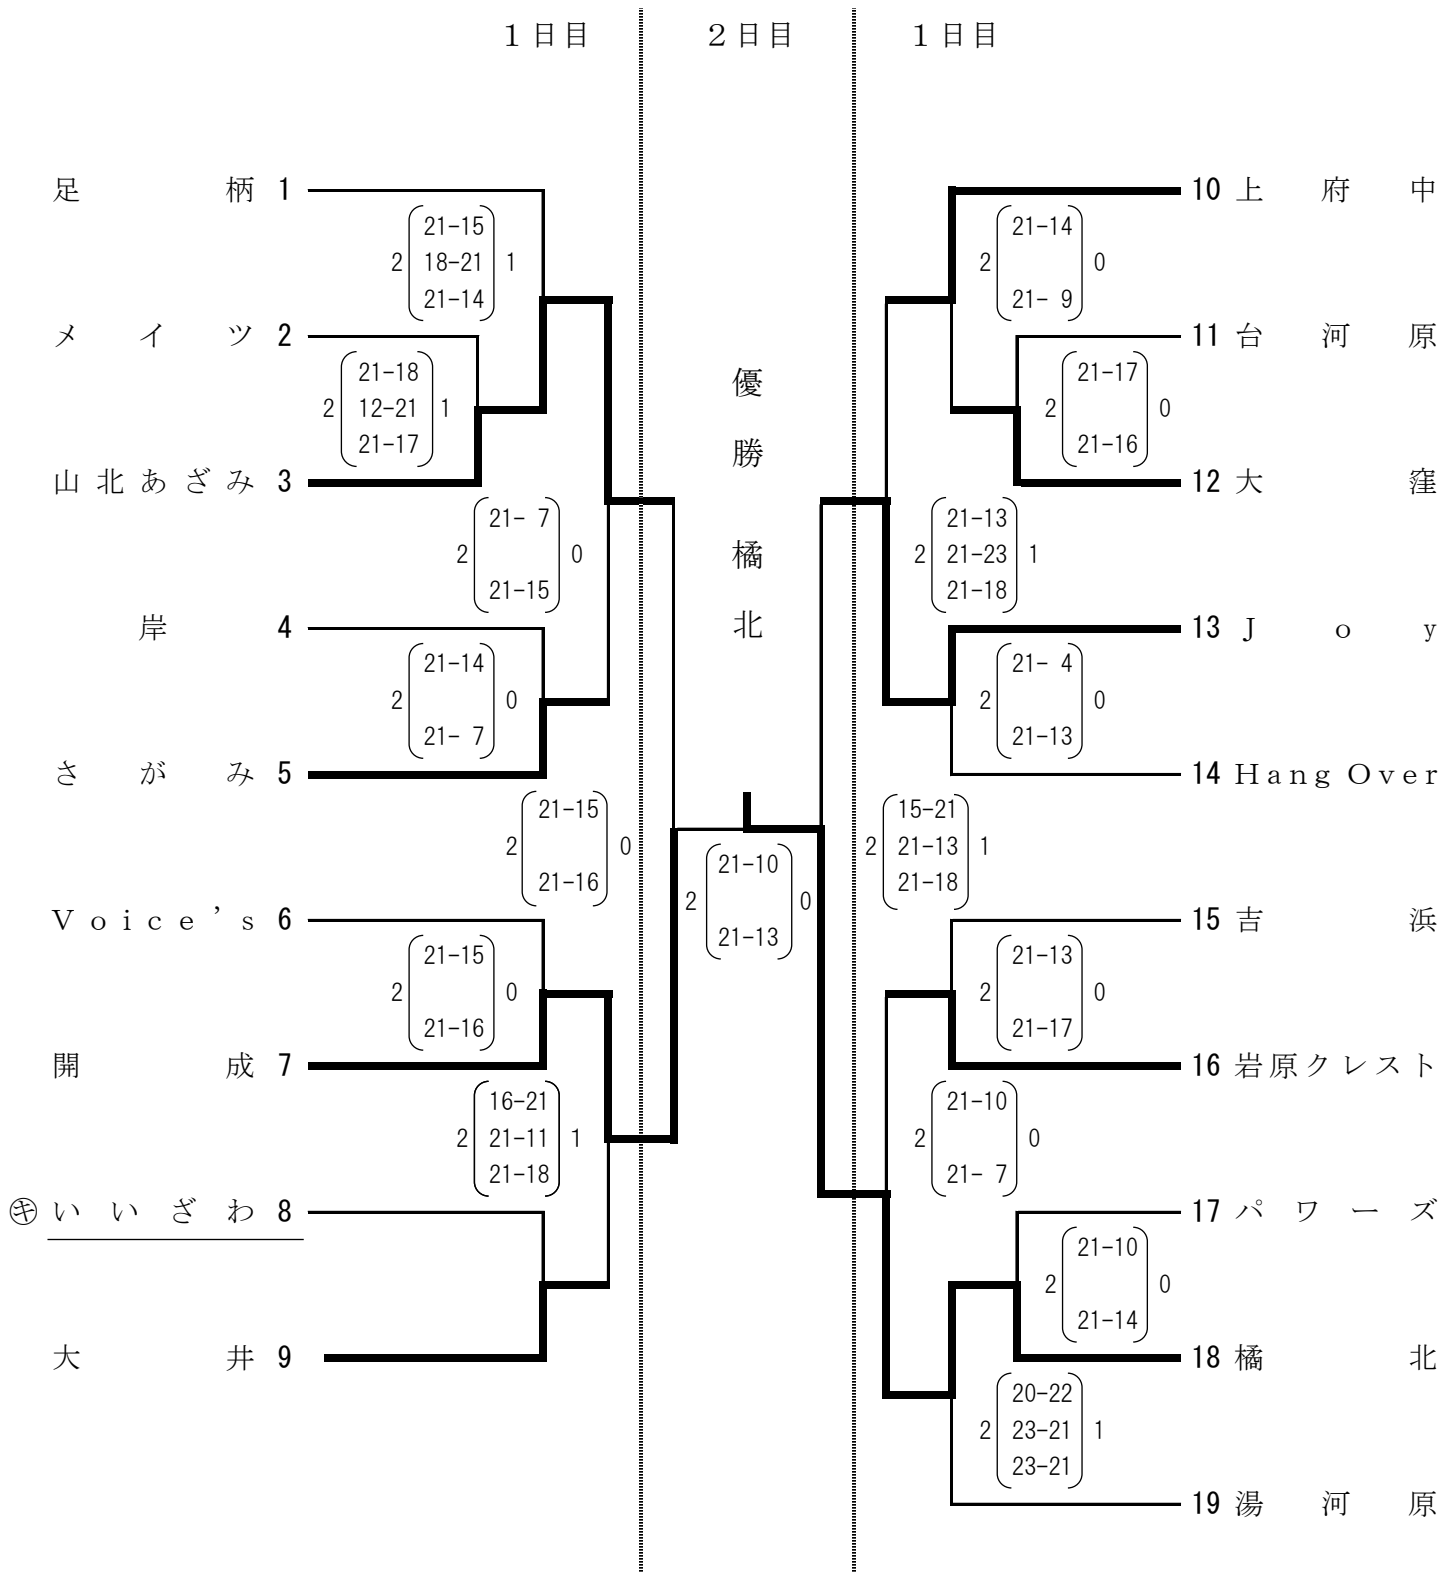 1日目 2日目 1日目
足柄 1
21-15
2 18-21 1
21-14
メイツ 2
21-18
2 12-21 1
21-17
山北あざみ 3
21- 7
2 0
21-15
岸 4
21-14
2 0
21- 7
さがみ 5
21-15
2 0
21-16
Voice's 6
21-15
2 0
21-16
開成 7
16-21
2 21-11 1
21-18
㋖ いいざわ 8
大井 9
優勝 橘北
21-10
2 0
21-13
10 上府中
21-14
2 0
21- 9
11 台河原
21-17
2 0
21-16
12 大窪
21-13
2 21-23 1
21-18
13 Joy
21- 4
2 0
21-13
14 Hang Over
15-21
2 21-13 1
21-18
15 吉浜
21-13
2 0
21-17
16 岩原クレスト
21-10
2 0
21- 7
17 パワーズ
21-10
2 0
21-14
18 橘北
20-22
2 23-21 1
23-21
19 湯河原